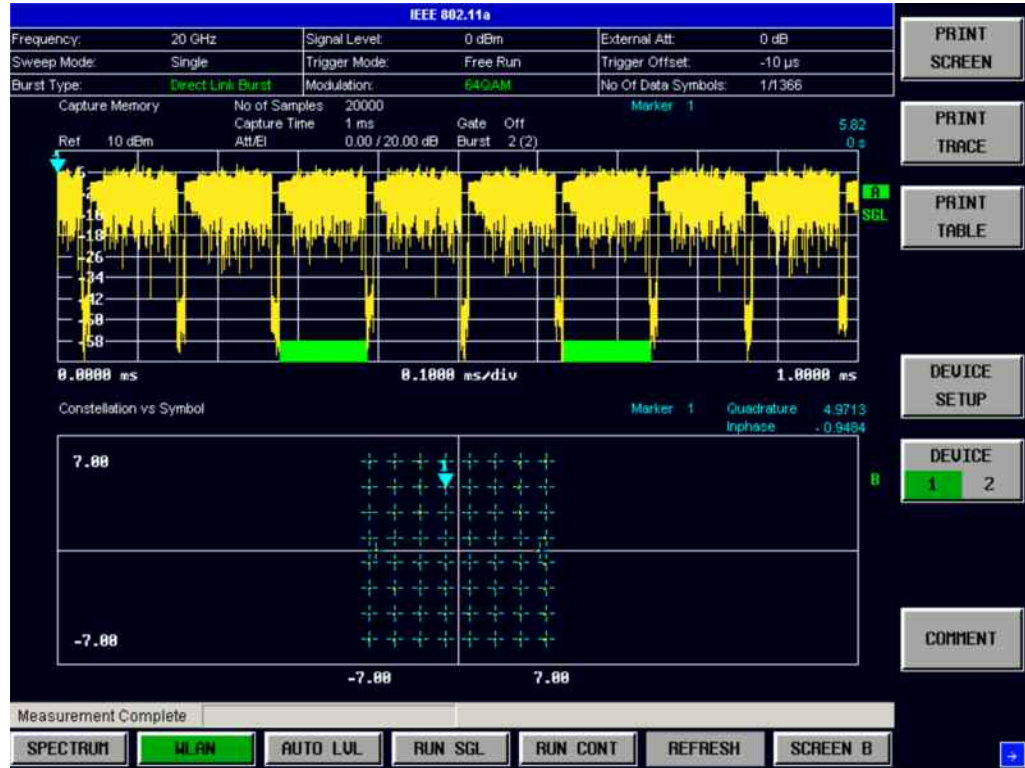 IEEE 802.11a
Frequency: 20 GHz Signal Level: 0 dBm External Att: 0 dB
Sweep Mode: Single Trigger Mode: Free Run Trigger Offset: -10 µs
Burst Type: Direct Link Burst Modulation: 64QAM No Of Data Symbols: 1/1366
Capture Memory No of Samples 20000 Marker 1
Capture Time 1 ms Gate Off 5.82
Ref 10 dBm Att/El 0.00 / 20.00 dB Burst 2 (2) 0 s
1
A
SGL
-18
-26
-34
-42
-50
-58
0.0000 ms 0.1000 ms/div 1.0000 ms
Constellation vs Symbol Marker 1 Quadrature 4.9713
Inphase - 0.9484
7.00
1
B
-7.00
-7.00 7.00
Measurement Complete
SPECTRUM WLAN AUTO LVL RUN SGL RUN CONT REFRESH SCREEN B
PRINT
SCREEN
PRINT
TRACE
PRINT
TABLE
DEVICE
SETUP
DEVICE
1 2
COMMENT